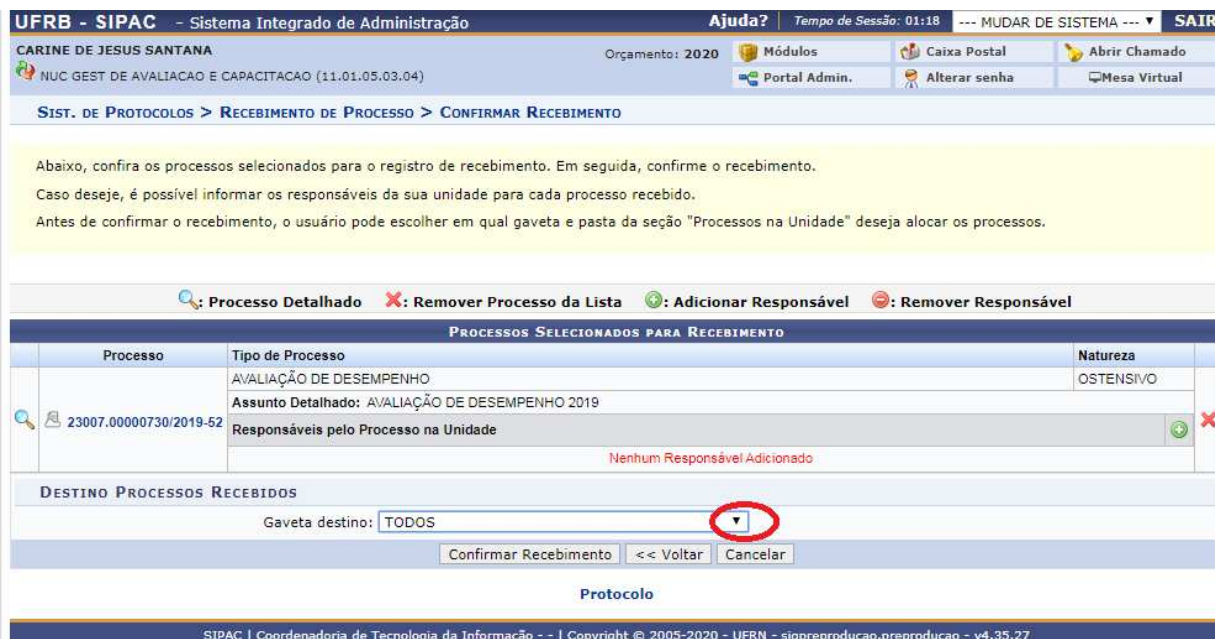 UFRB - SIPAC - Sistema Integrado de Administração Ajuda? Tempo de Sessão: 01:18 --- MUDAR DE SISTEMA --- ▼ SAIR
CARINE DE JESUS SANTANA Orçamento: 2020 Módulos Caixa Postal Abrir Chamado
NUC GEST DE AVALIACAO E CAPACITACAO (11.01.05.03.04) Portal Admin. Alterar senha Mesa Virtual
SIST. DE PROTOCOLOS > RECEBIMENTO DE PROCESSO > CONFIRMAR RECEBIMENTO
Abaixo, confira os processos selecionados para o registro de recebimento. Em seguida, confirme o recebimento.
Caso deseje, é possível informar os responsáveis da sua unidade para cada processo recebido.
Antes de confirmar o recebimento, o usuário pode escolher em qual gaveta e pasta da seção "Processos na Unidade" deseja alocar os processos.
: Processo Detalhado : Remover Processo da Lista : Adicionar Responsável : Remover Responsável
PROCESSOS SELECIONADOS PARA RECEBIMENTO
Processo Tipo de Processo Natureza
AVALIAÇÃO DE DESEMPENHO OSTENSIVO
Assunto Detalhado: AVALIAÇÃO DE DESEMPENHO 2019
23007.00000730/2019-52 Responsáveis pelo Processo na Unidade
Nenhum Responsável Adicionado
DESTINO PROCESSOS RECEBIDOS
Gaveta destino: TODOS ▼
Confirmar Recebimento << Voltar Cancelar
Protocolo
SIPAC | Coordenadoria de Tecnologia da Informação - - | Copyright © 2005-2020 - UFRN - sigpreproducao.preproducao - v4.35.27